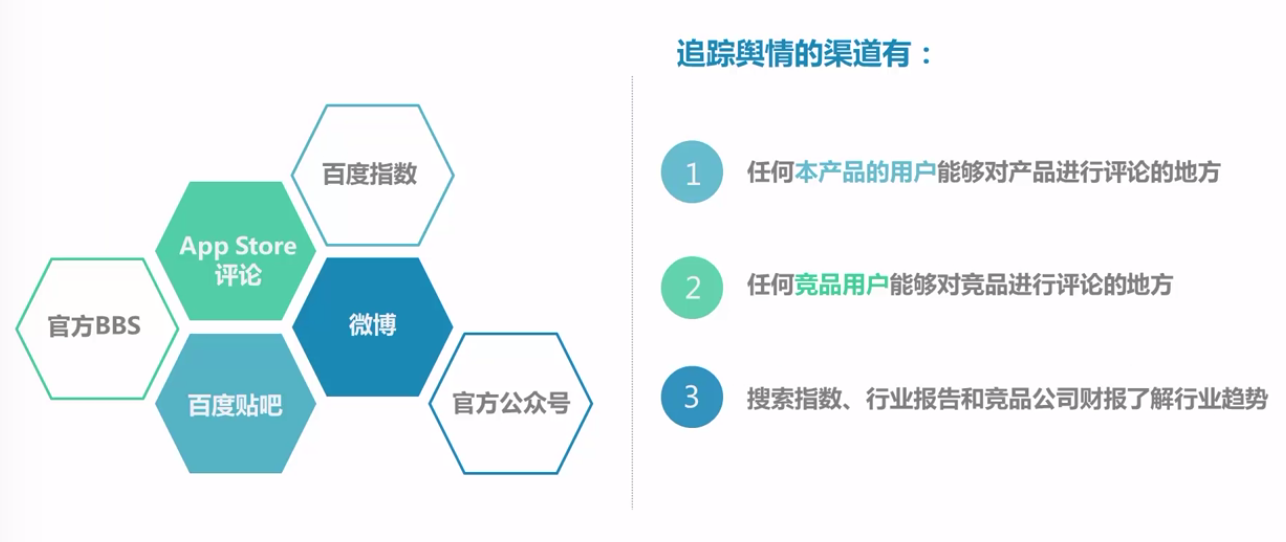 追踪舆情的渠道有：
百度指数
App Store
评论
官方BBS
微博
百度贴吧
官方公众号
1
任何本产品的用户能够对产品进行评论的地方
2
任何竞品用户能够对竞品进行评论的地方
3
搜索指数、行业报告和竞品公司财报了解行业趋势